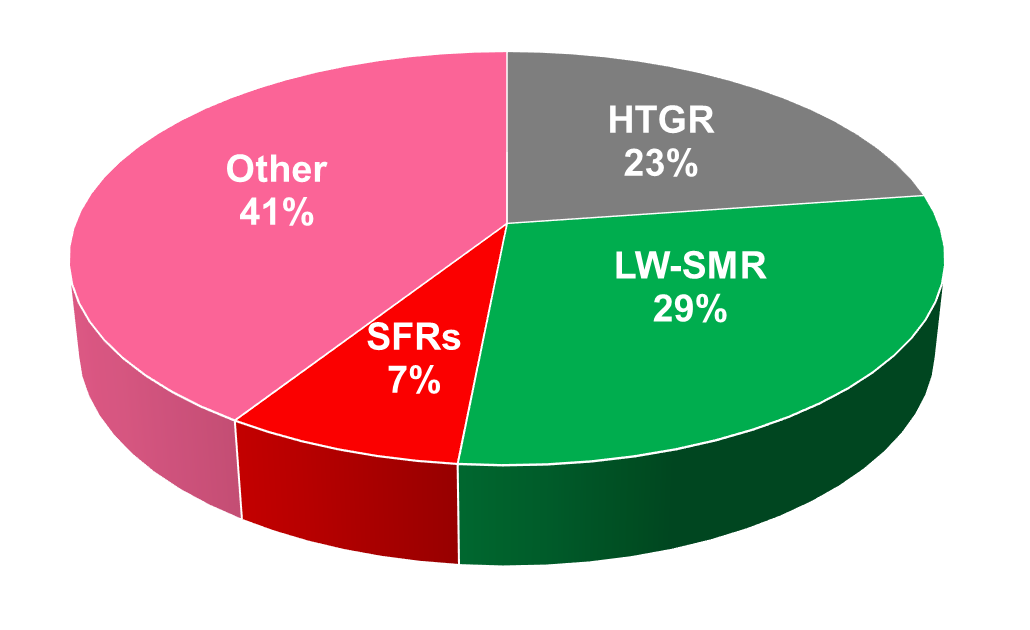 HTGR
23%
Other
41%
LW-SMR
29%
SFRs
7%